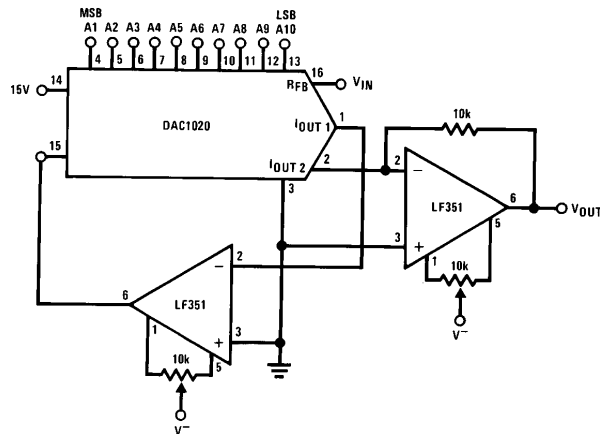 MSB LSB
A1 A2 A3 A4 A5 A6 A7 A8 A9 A10
4 5 6 7 8 9 10 11 12 13
14 16
15V RFB VIN
DAC1020
IOUT 1 1
15
IOUT 2 2
3
10k
2 −
LF351 6 VOUT
3 + 5
1 10k
V−
− 2
6 LF351
1 + 3
10k 5
V−